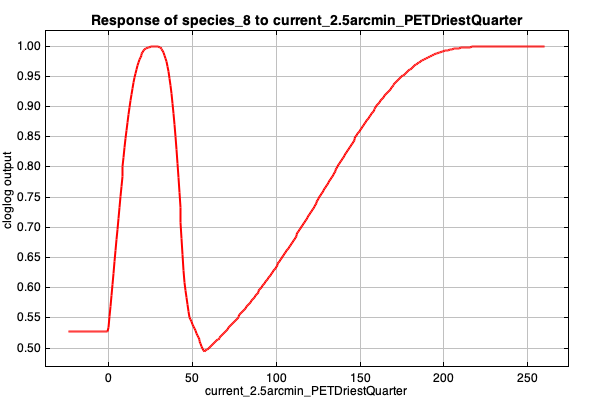 Response of species_8 to current_2.5arcmin_PETDriestQuarter
1.00
0.95
0.90
0.85
0.80
0.75
0.70
0.65
0.60
0.55
0.50
cloglog output
0 50 100 150 200 250
current_2.5arcmin_PETDriestQuarter